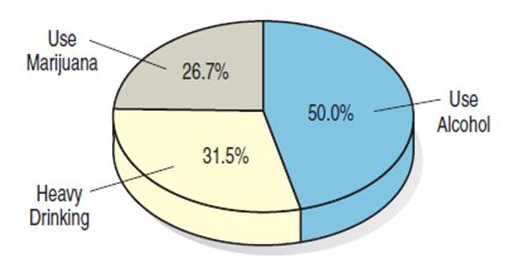 Use
Marijuana
26.7%
50.0%
Use
Alcohol
31.5%
Heavy
Drinking